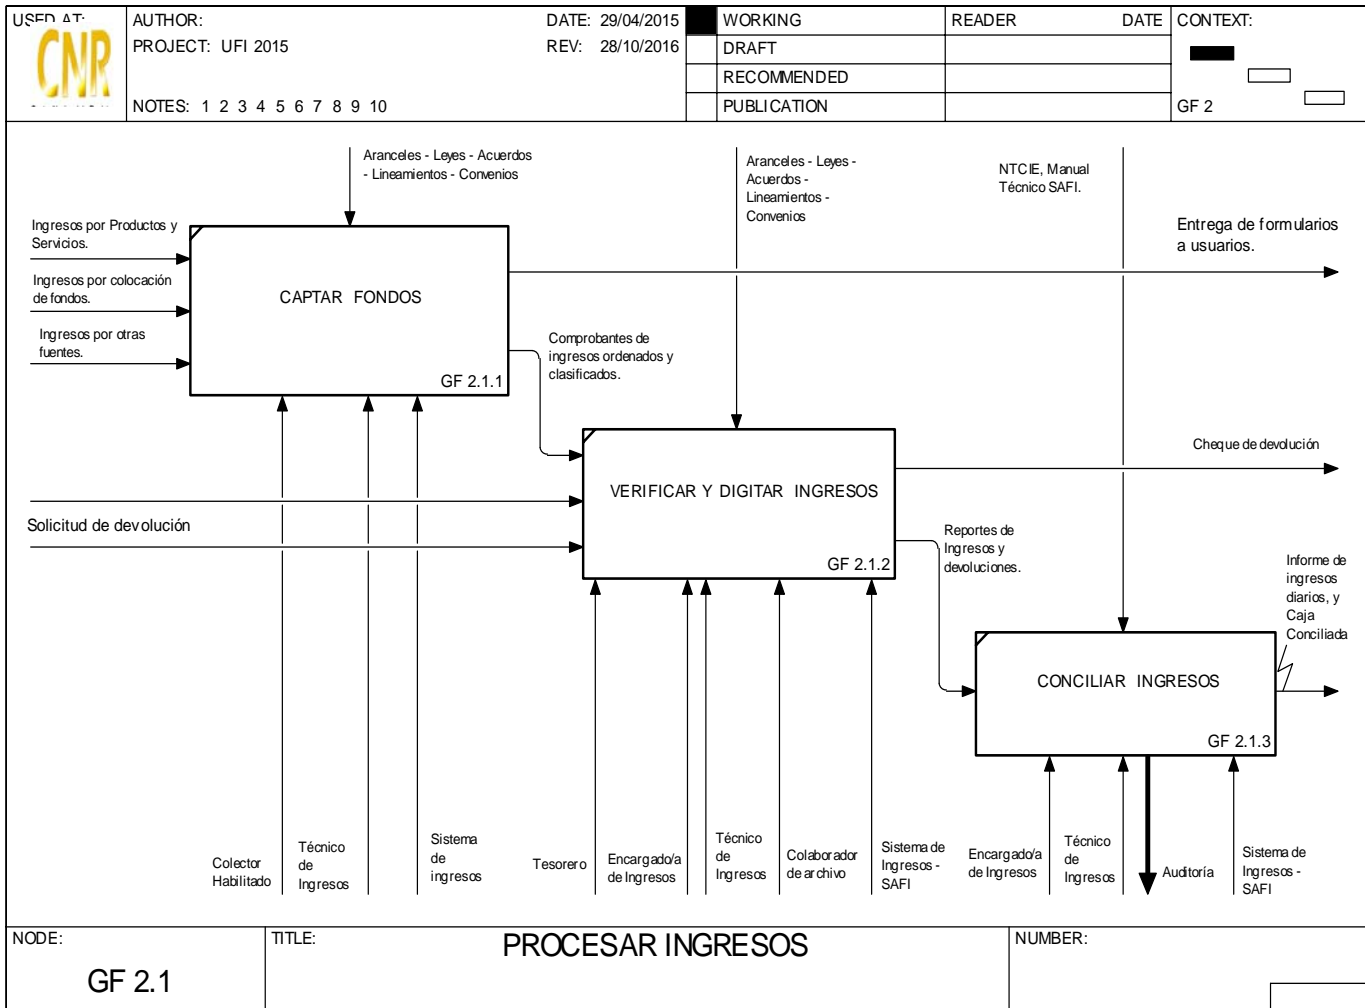 USED AT:
AUTHOR:
DATE: 29/04/2015
WORKING
READER
DATE
CONTEXT:
CNR
PROJECT: UFI 2015
REV: 28/10/2016
DRAFT
RECOMMENDED
NOTES: 1 2 3 4 5 6 7 8 9 10
PUBLICATION
GF 2
Aranceles - Leyes - Acuerdos
- Lineamientos - Convenios
Aranceles - Leyes -
Acuerdos -
Lineamientos -
Convenios
NTCIE, Manual
Técnico SAFI.
Ingresos por Productos y
Servicios.
Ingresos por colocación
de fondos.
Ingresos por otras
fuentes.
CAPTAR FONDOS
GF 2.1.1
Entrega de formularios
a usuarios.
Comprobantes de
ingresos ordenados y
clasificados.
Solicitud de devolución
VERIFICAR Y DIGITAR INGRESOS
GF 2.1.2
Cheque de devolución
Reportes de
Ingresos y
devoluciones.
Informe de
ingresos
diarios, y
Caja
Conciliada
CONCILIAR INGRESOS
GF 2.1.3
Colector
Habilitado
Técnico
de
Ingresos
Sistema
de
ingresos
Tesorero
Encargado/a
de Ingresos
Técnico
de
Ingresos
Colaborador
de archivo
Sistema de
Ingresos -
SAFI
Encargado/a
de Ingresos
Técnico
de
Ingresos
Auditoría
Sistema de
Ingresos -
SAFI
NODE:
GF 2.1
TITLE:
PROCESAR INGRESOS
NUMBER: